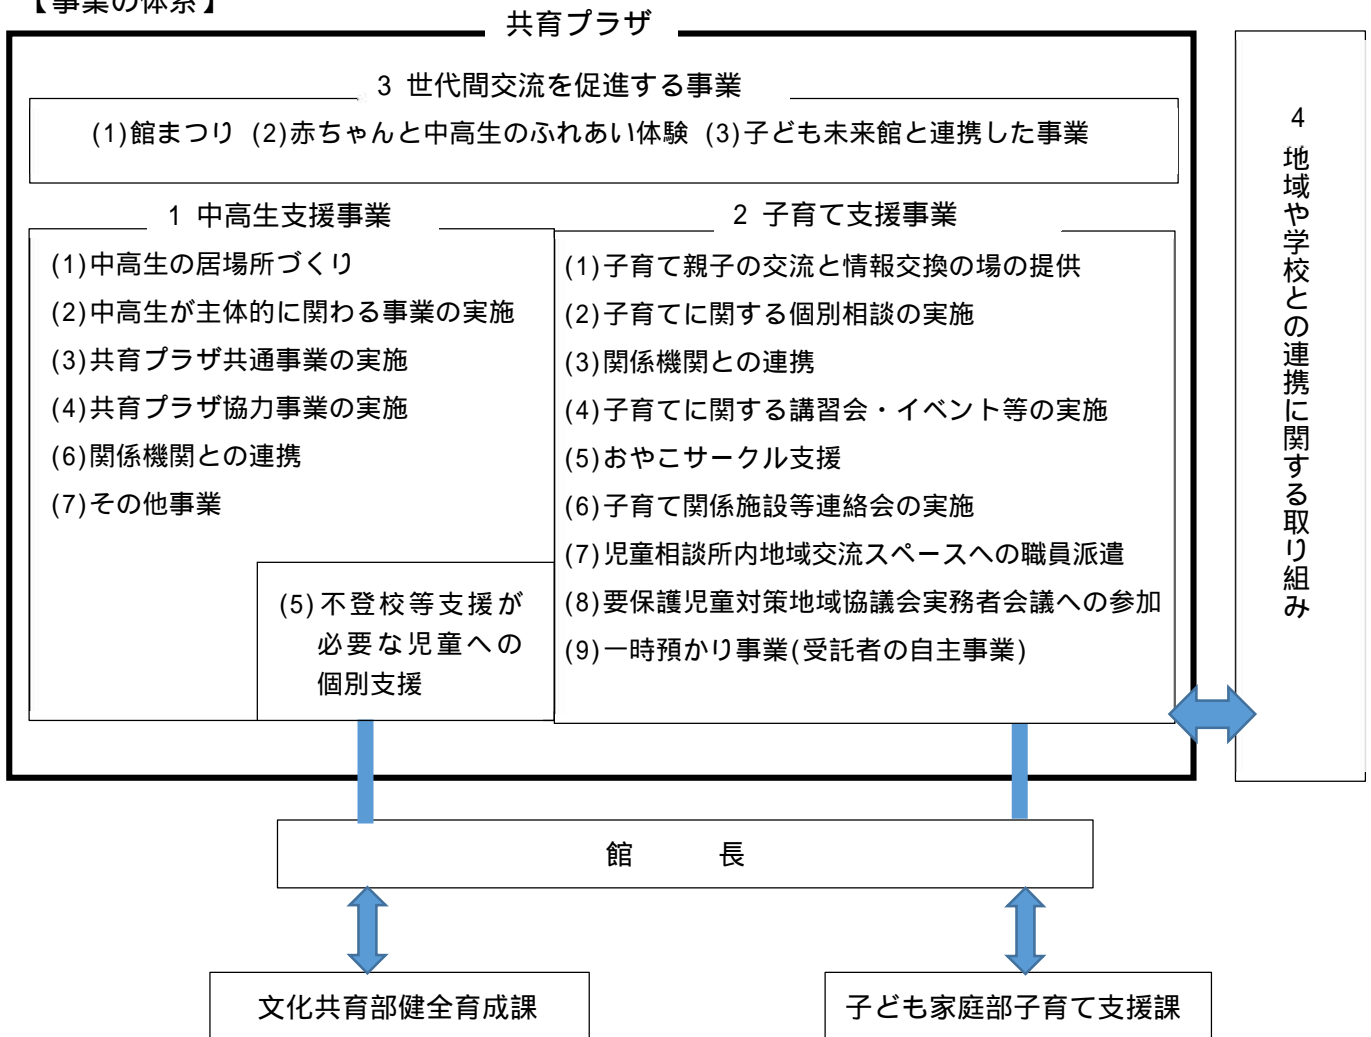 【事業の体系】
共育プラザ
3 世代間交流を促進する事業
(1)館まつり (2)赤ちゃんと中高生のふれあい体験 (3)子ども未来館と連携した事業
1 中高生支援事業
(1)中高生の居場所づくり
(2)中高生が主体的に関わる事業の実施
(3)共育プラザ共通事業の実施
(4)共育プラザ協力事業の実施
(6)関係機関との連携
(7)その他事業
(5)不登校等支援が
必要な児童への
個別支援
2 子育て支援事業
(1)子育て親子の交流と情報交換の場の提供
(2)子育てに関する個別相談の実施
(3)関係機関との連携
(4)子育てに関する講習会・イベント等の実施
(5)おやこサークル支援
(6)子育て関係施設等連絡会の実施
(7)児童相談所内地域交流スペースへの職員派遣
(8)要保護児童対策地域協議会実務者会議への参加
(9)一時預かり事業(受託者の自主事業)
4 地域や学校との連携に関する取り組み
館　　長
文化共育部健全育成課
子ども家庭部子育て支援課